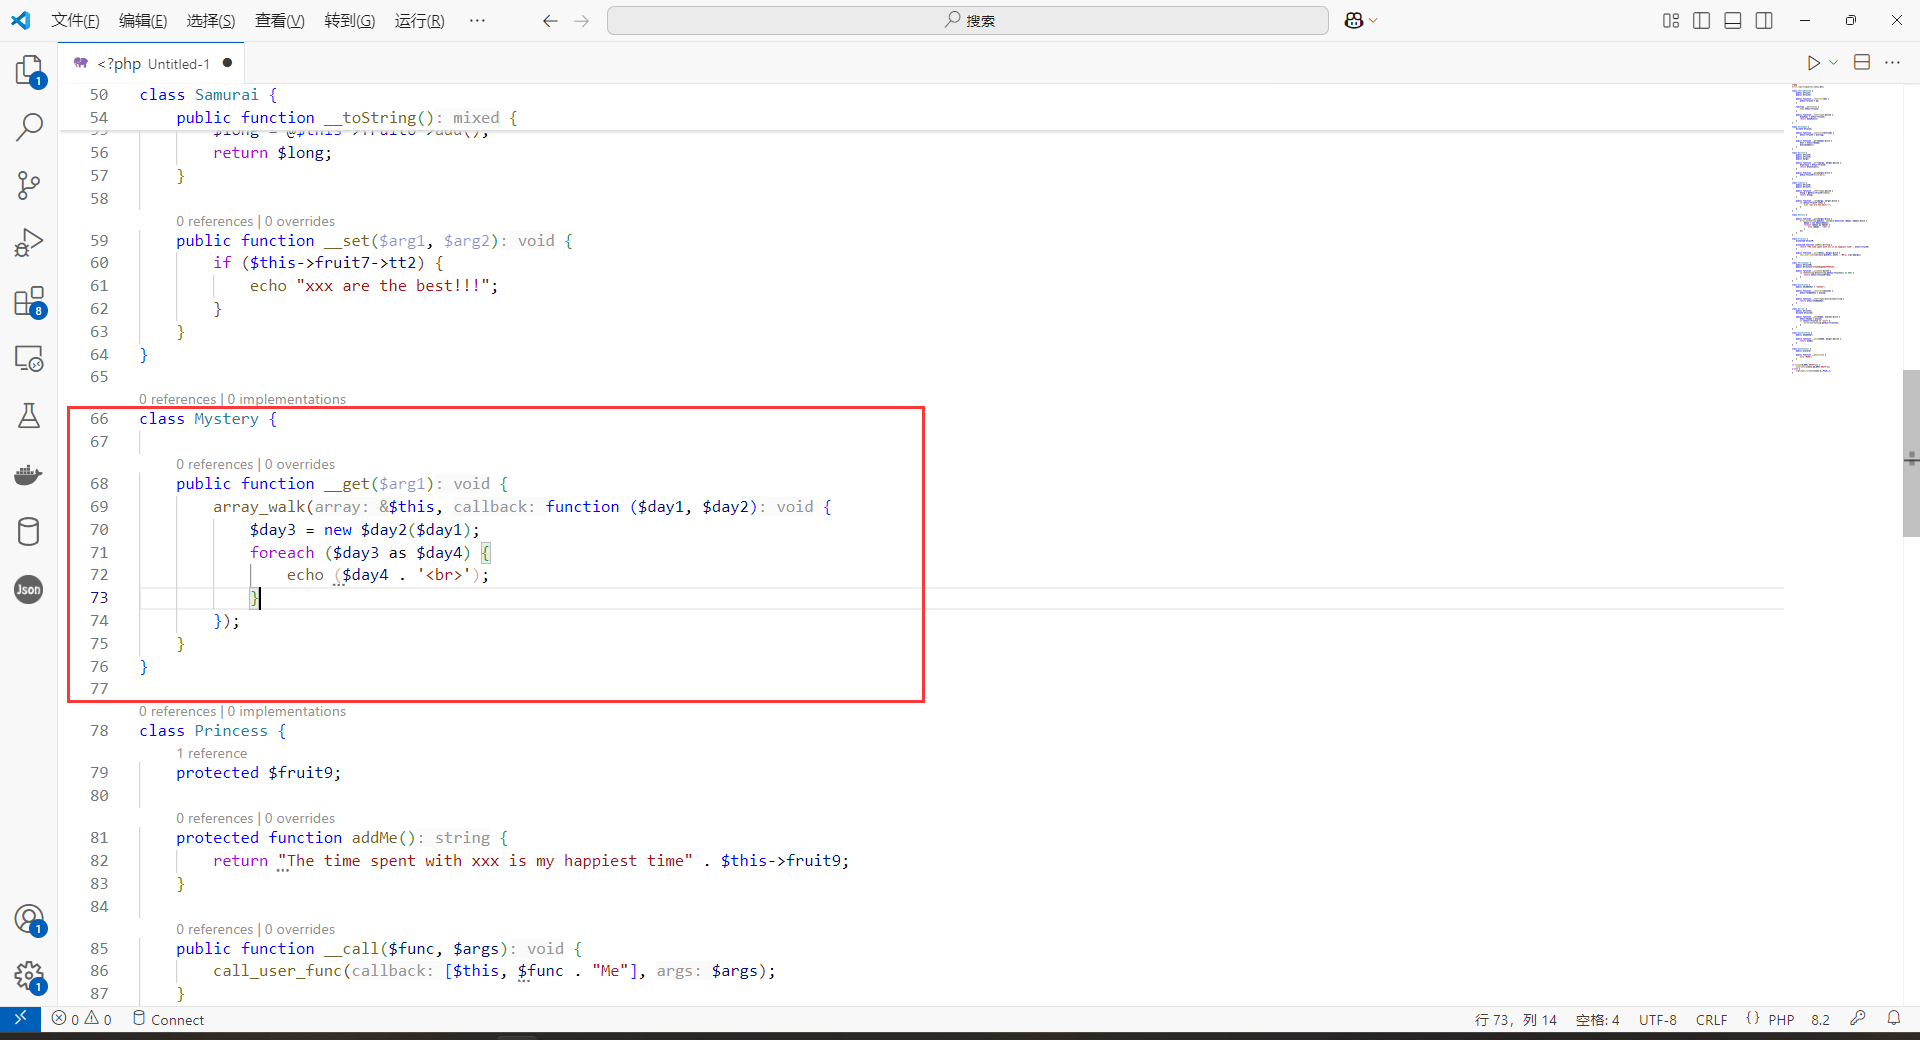 文件(F) 编辑(E) 选择(S) 查看(V) 转到(G) 运行(R) ··· 搜索
<?php Untitled-1
50 class Samurai {
54 public function __toString(): mixed {
56 return $long;
57 }
58
0 references | 0 overrides
59 public function __set($arg1, $arg2): void {
60 if ($this->fruit7->tt2) {
61 echo "xxx are the best!!!";
62 }
63 }
64 }
65
0 references | 0 implementations
66 class Mystery {
67
0 references | 0 overrides
68 public function __get($arg1): void {
69 array_walk(array: &$this, callback: function ($day1, $day2): void {
70 $day3 = new $day2($day1);
71 foreach ($day3 as $day4) {
72 echo ($day4 . '<br>');
73 }
74 });
75 }
76 }
77
0 references | 0 implementations
78 class Princess {
1 reference
79 protected $fruit9;
80
0 references | 0 overrides
81 protected function addMe(): string {
82 return "The time spent with xxx is my happiest time" . $this->fruit9;
83 }
84
0 references | 0 overrides
85 public function __call($func, $args): void {
86 call_user_func(callback: [$this, $func . "Me"], args: $args);
87 }
1
8
Json
1
1
0 0 Connect 行 73，列 14 空格: 4 UTF-8 CRLF {} PHP 8.2